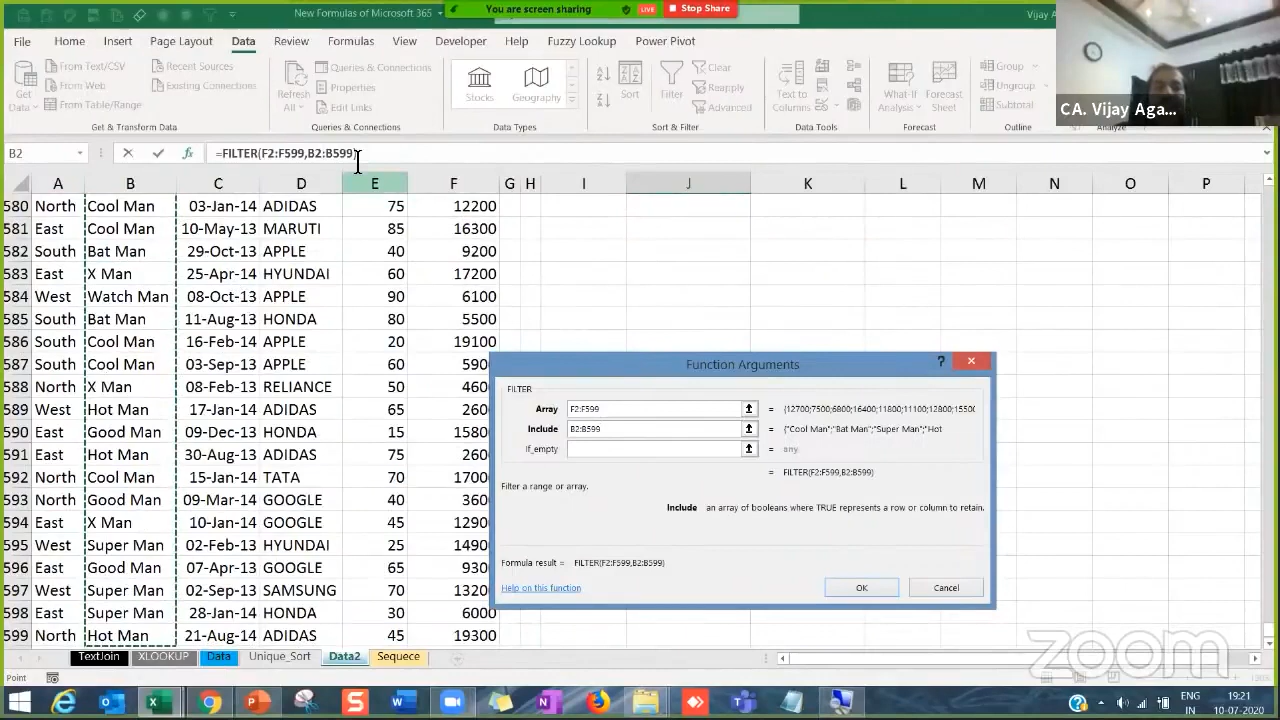 You are screen sharing LIVE Stop Share
New Formulas of Microsoft 365
Vijay
File Home Insert Page Layout Data Review Formulas View Developer Help Fuzzy Lookup Power Pivot
Get Data
From Text/CSV
From Web
From Table/Range
Recent Sources
Existing Connections
Refresh All
Queries & Connections
Properties
Edit Links
Stocks Geography
Sort Filter
Clear
Reapply
Advanced
Text to Columns
What-If Analysis
Forecast Sheet
Group
Ungroup
Subtotal
CA. Vijay Aga...
Get & Transform Data Queries & Connections Data Types Sort & Filter Data Tools Outline Analyze
B2 fx =FILTER(F2:F599,B2:B599)
A B C D E F G H I J K L M N O P
580 North Cool Man 03-Jan-14 ADIDAS 75 12200
581 East Cool Man 10-May-13 MARUTI 85 16300
582 South Bat Man 29-Oct-13 APPLE 40 9200
583 East X Man 25-Apr-14 HYUNDAI 60 17200
584 West Watch Man 08-Oct-13 APPLE 90 6100
585 South Bat Man 11-Aug-13 HONDA 80 5500
586 South Cool Man 16-Feb-14 APPLE 20 19100
587 South Cool Man 03-Sep-13 APPLE 60 590
588 North X Man 08-Feb-13 RELIANCE 50 460
589 West Hot Man 17-Jan-14 ADIDAS 65 260
590 East Good Man 09-Dec-13 HONDA 15 1580
591 East Hot Man 30-Aug-13 ADIDAS 75 260
592 North Cool Man 15-Jan-14 TATA 70 1700
593 North Good Man 09-Mar-14 GOOGLE 40 360
594 East X Man 10-Jan-14 GOOGLE 45 1290
595 West Super Man 02-Feb-13 HYUNDAI 25 1490
596 East Good Man 07-Apr-13 GOOGLE 65 930
597 West Super Man 02-Sep-13 SAMSUNG 70 1320
598 East Super Man 28-Jan-14 HONDA 30 6000
599 North Hot Man 21-Aug-14 ADIDAS 45 19300
Function Arguments
FILTER
Array F2:F599 = {12700;7500;6800;16400;11800;11100;12800;1550
Include B2:B599 = {"Cool Man";"Bat Man";"Super Man";"Hot
If_empty = any
= FILTER(F2:F599,B2:B599)
Filter a range or array.
Include an array of booleans where TRUE represents a row or column to retain.
Formula result = FILTER(F2:F599,B2:B599)
Help on this function OK Cancel
TextJoin XLOOKUP Data Unique_Sort Data2 Sequece
zoom
Point
ENG
IN
19:21
10-07-2020